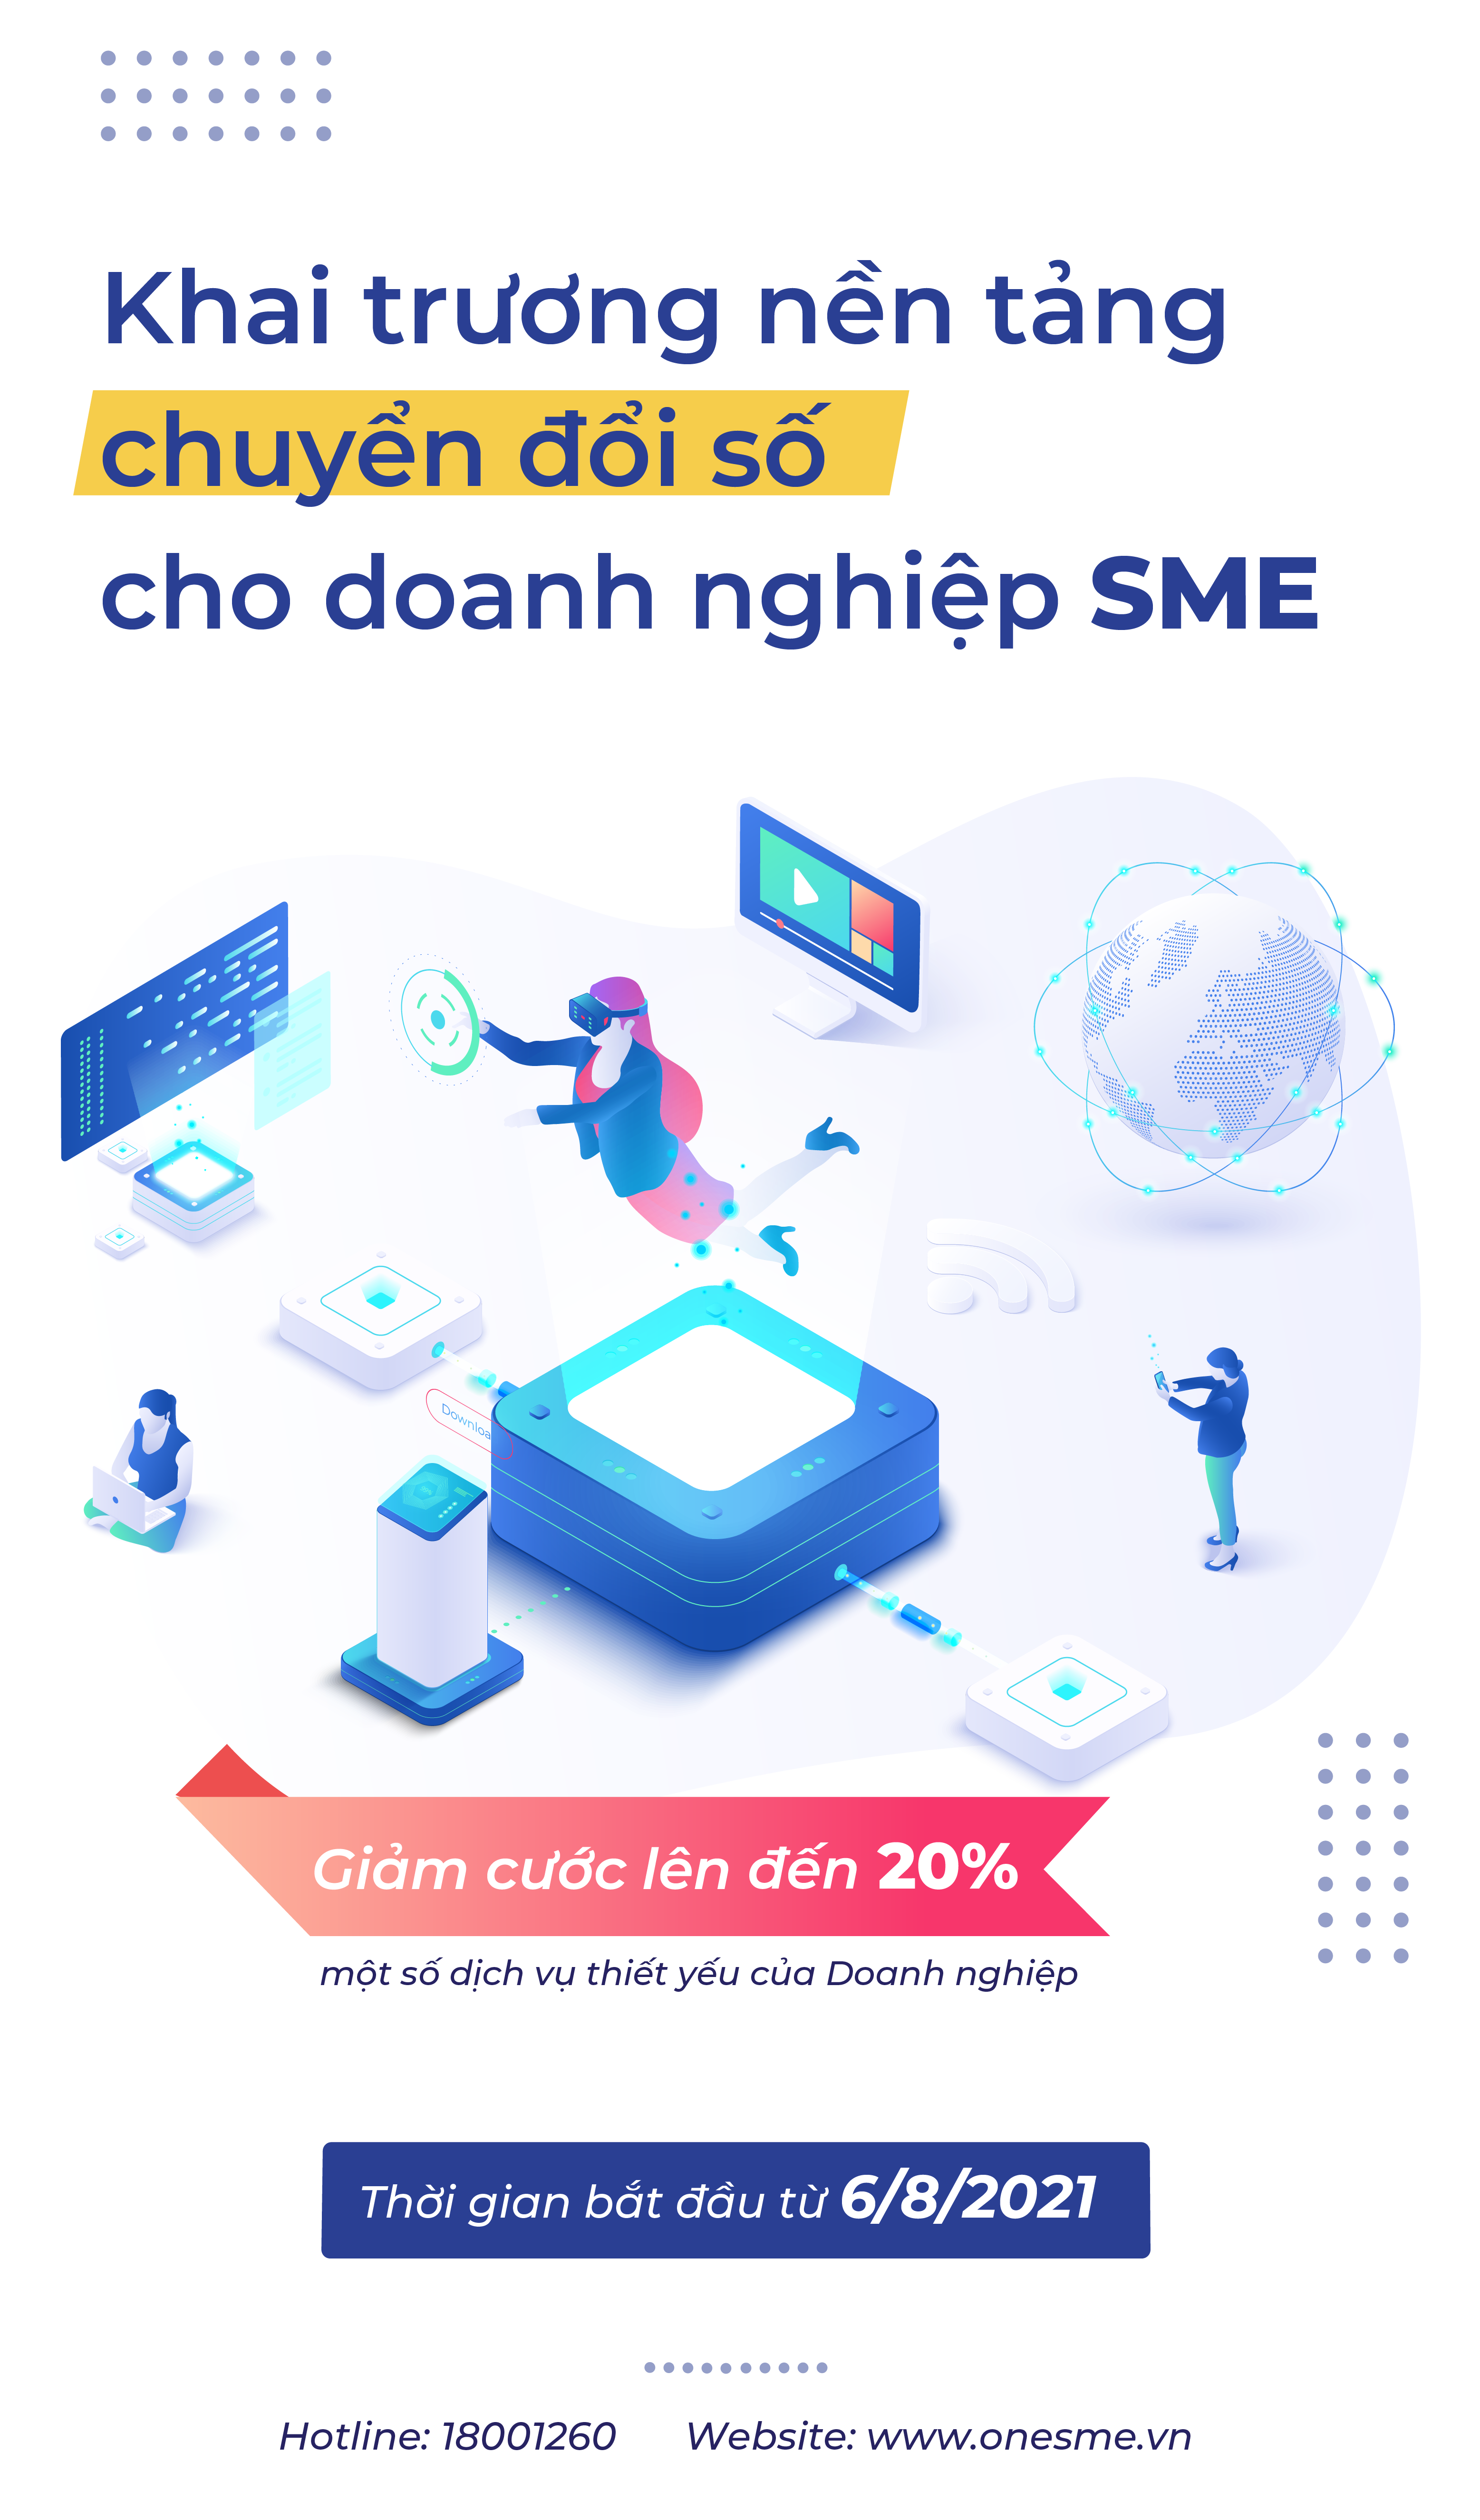 Khai trương nền tảng
chuyển đổi số
cho doanh nghiệp SME
Downloa
Giảm cước lên đến 20%
một số dịch vụ thiết yếu của Doanh nghiệp
Thời gian bắt đầu từ 6/8/2021
Hotline: 18001260 Website: www.onesme.vn